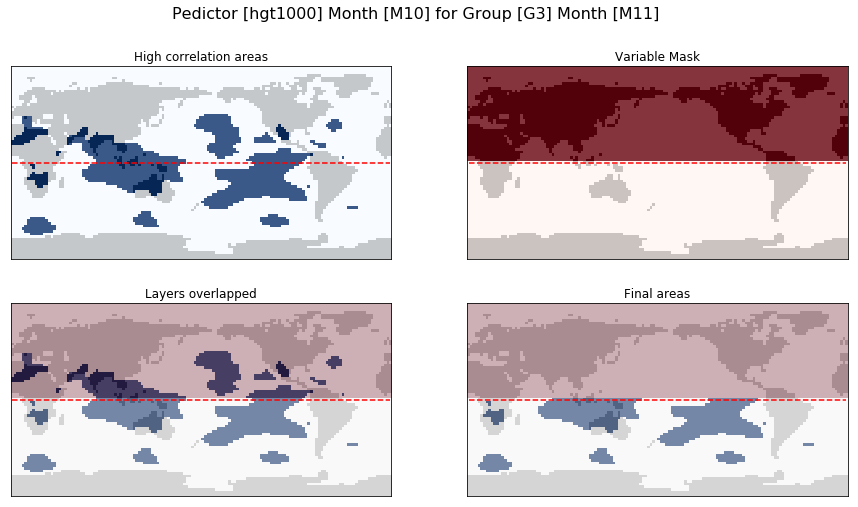 Pedictor [hgt1000] Month [M10] for Group [G3] Month [M11]
High correlation areas
Variable Mask
Layers overlapped
Final areas